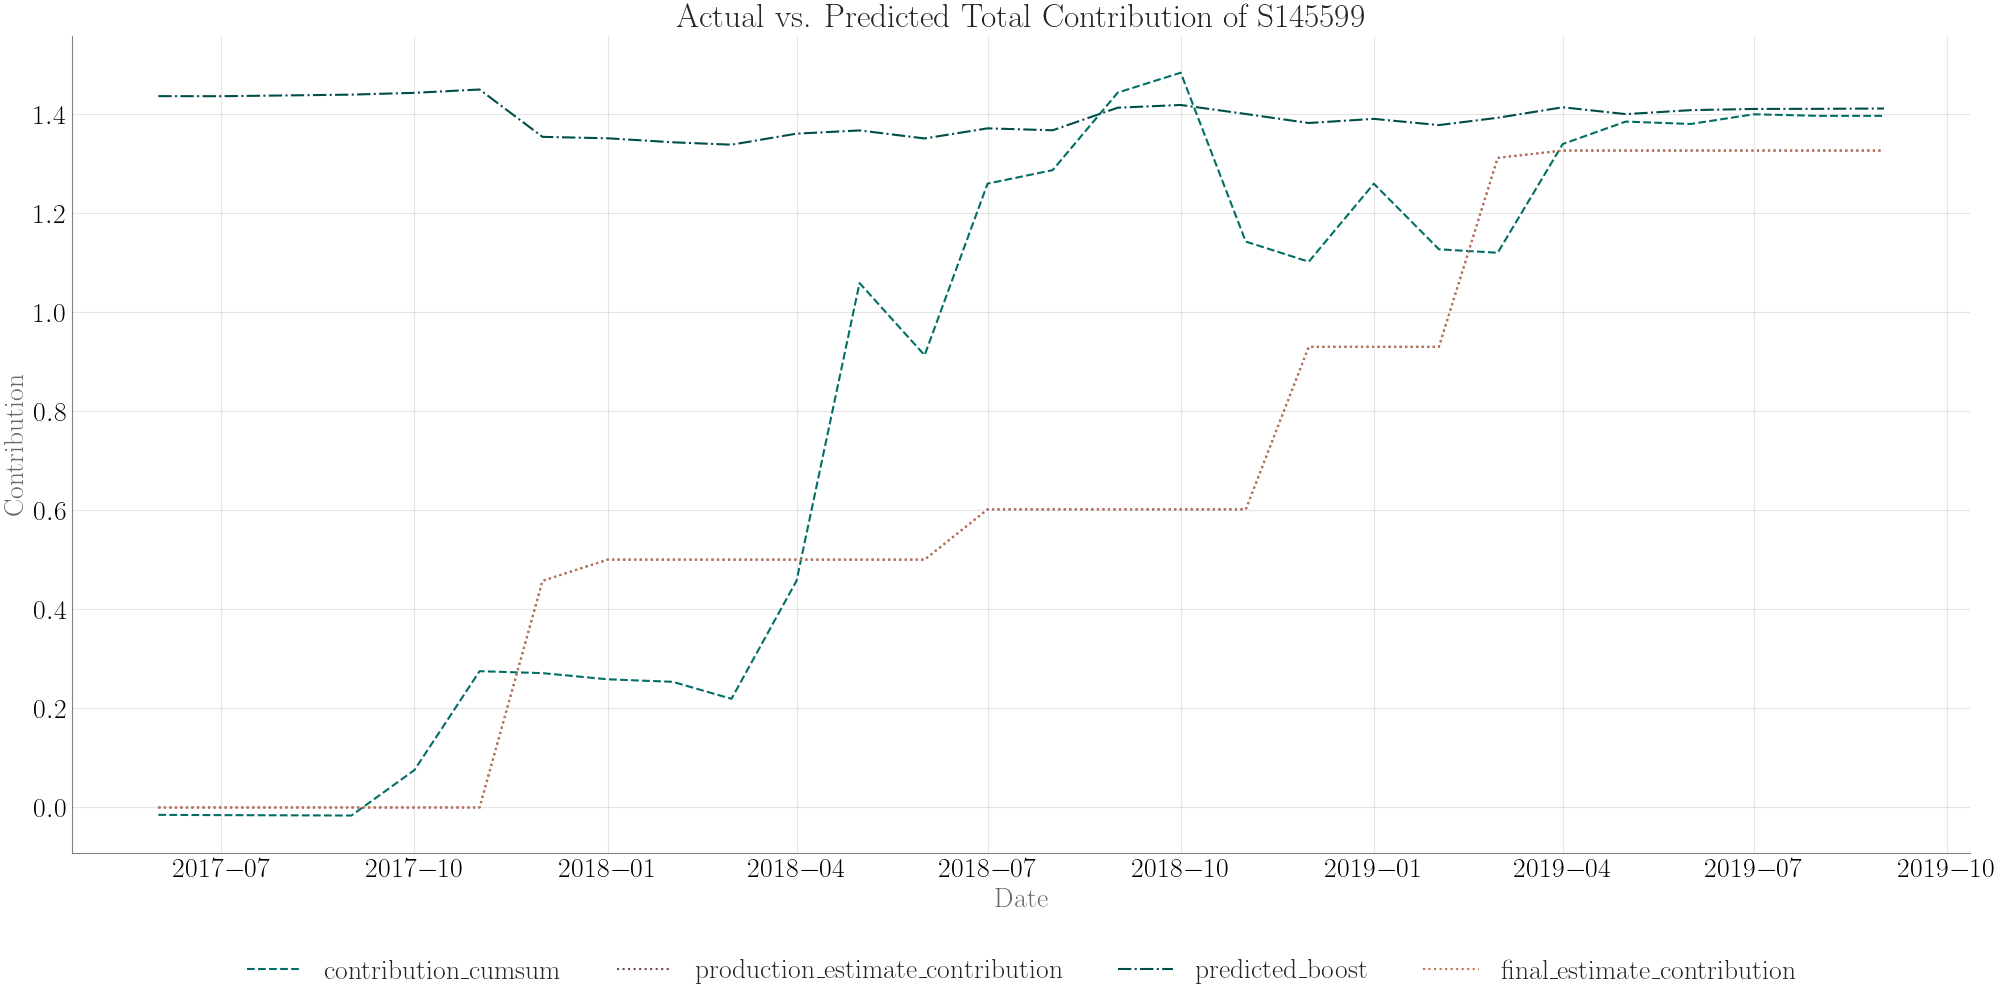 Actual vs. Predicted Total Contribution of S145599
Contribution
1.4
1.2
1.0
0.8
0.6
0.4
0.2
0.0
2017−07 2017−10 2018−01 2018−04 2018−07 2018−10 2019−01 2019−04 2019−07 2019−10
Date
contribution_cumsum production_estimate_contribution predicted_boost final_estimate_contribution